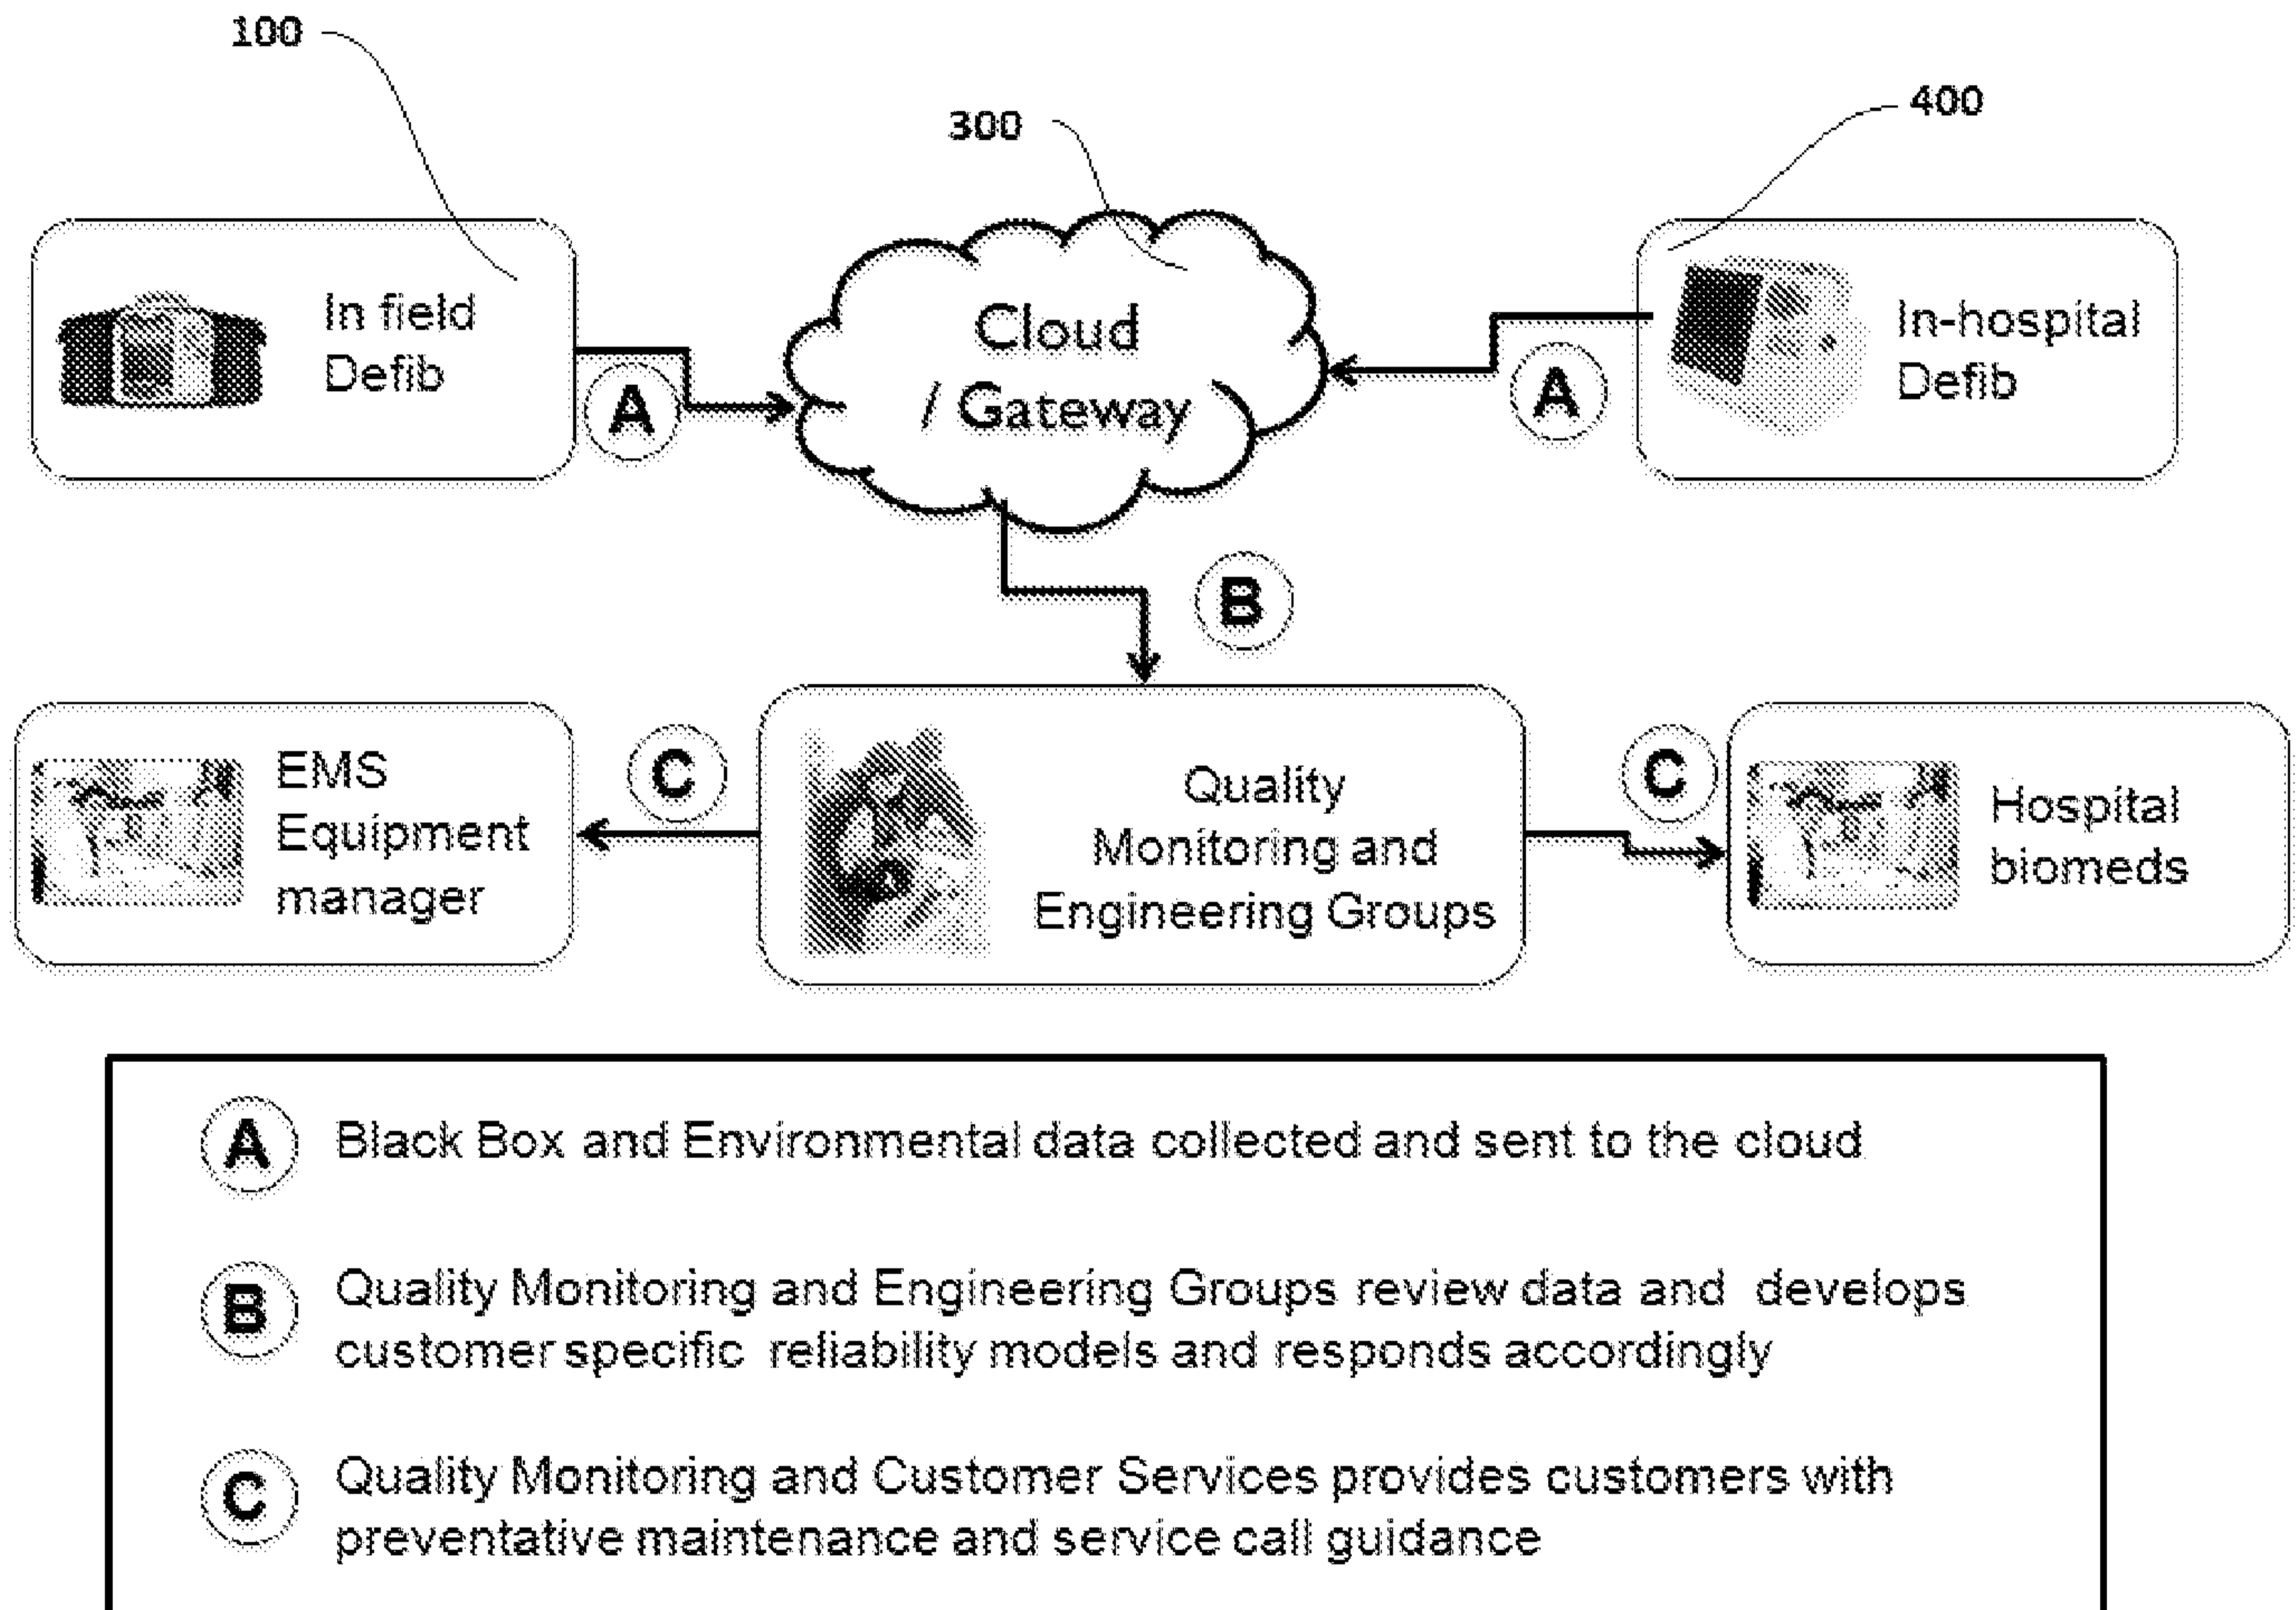 100
300
400
In field
Defib
Cloud
/ Gateway
In-hospital
Defib
A
A
B
EMS
Equipment
manager
C
Quality
Monitoring and
Engineering Groups
C
Hospital
biomeds
A Black Box and Environmental data collected and sent to the cloud
B Quality Monitoring and Engineering Groups review data and develops
customer specific reliability models and responds accordingly
C Quality Monitoring and Customer Services provides customers with
preventative maintenance and service call guidance